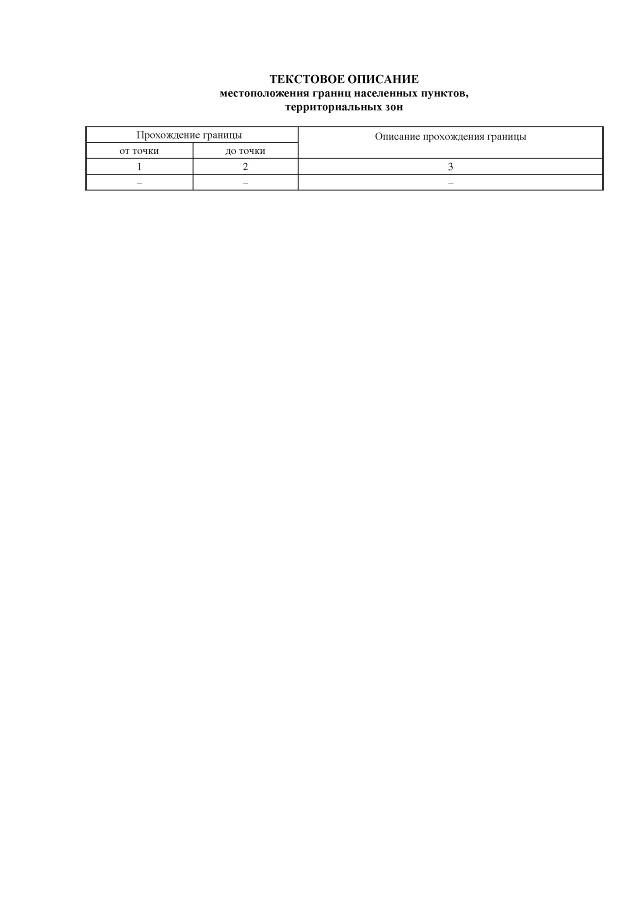 ТЕКСТОВОЕ ОПИСАНИЕ
местоположения границ населенных пунктов,
территориальных зон
Прохождение границы
Описание прохождения границы
от точки
до точки
1
2
3
–
–
–